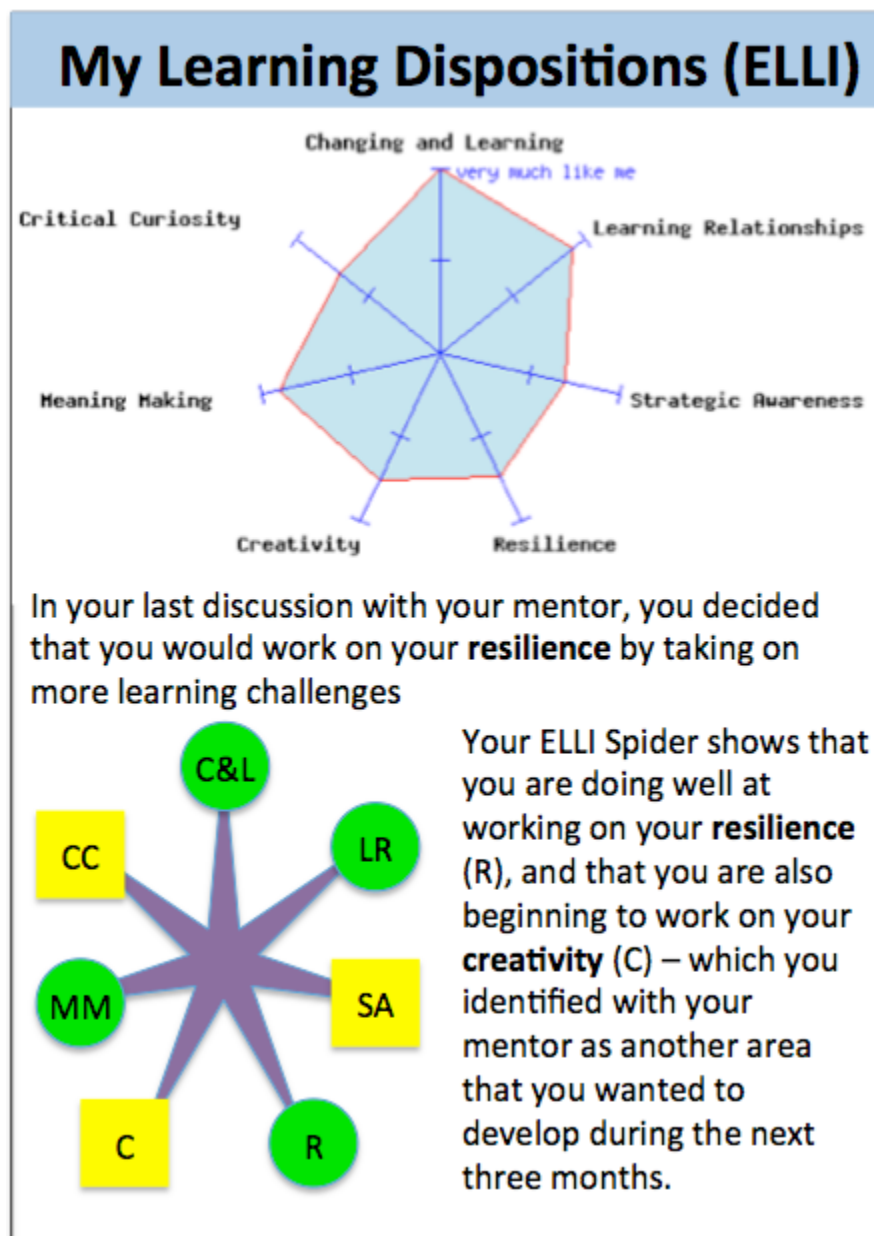 My Learning Dispositions (ELLI)
Changing and Learning
very much like me
Critical Curiosity
Learning Relationships
Meaning Making
Strategic Awareness
Creativity
Resilience
In your last discussion with your mentor, you decided
that you would work on your resilience by taking on
more learning challenges
C&L
CC
LR
MM
SA
C
R
Your ELLI Spider shows that
you are doing well at
working on your resilience
(R), and that you are also
beginning to work on your
creativity (C) – which you
identified with your
mentor as another area
that you wanted to
develop during the next
three months.